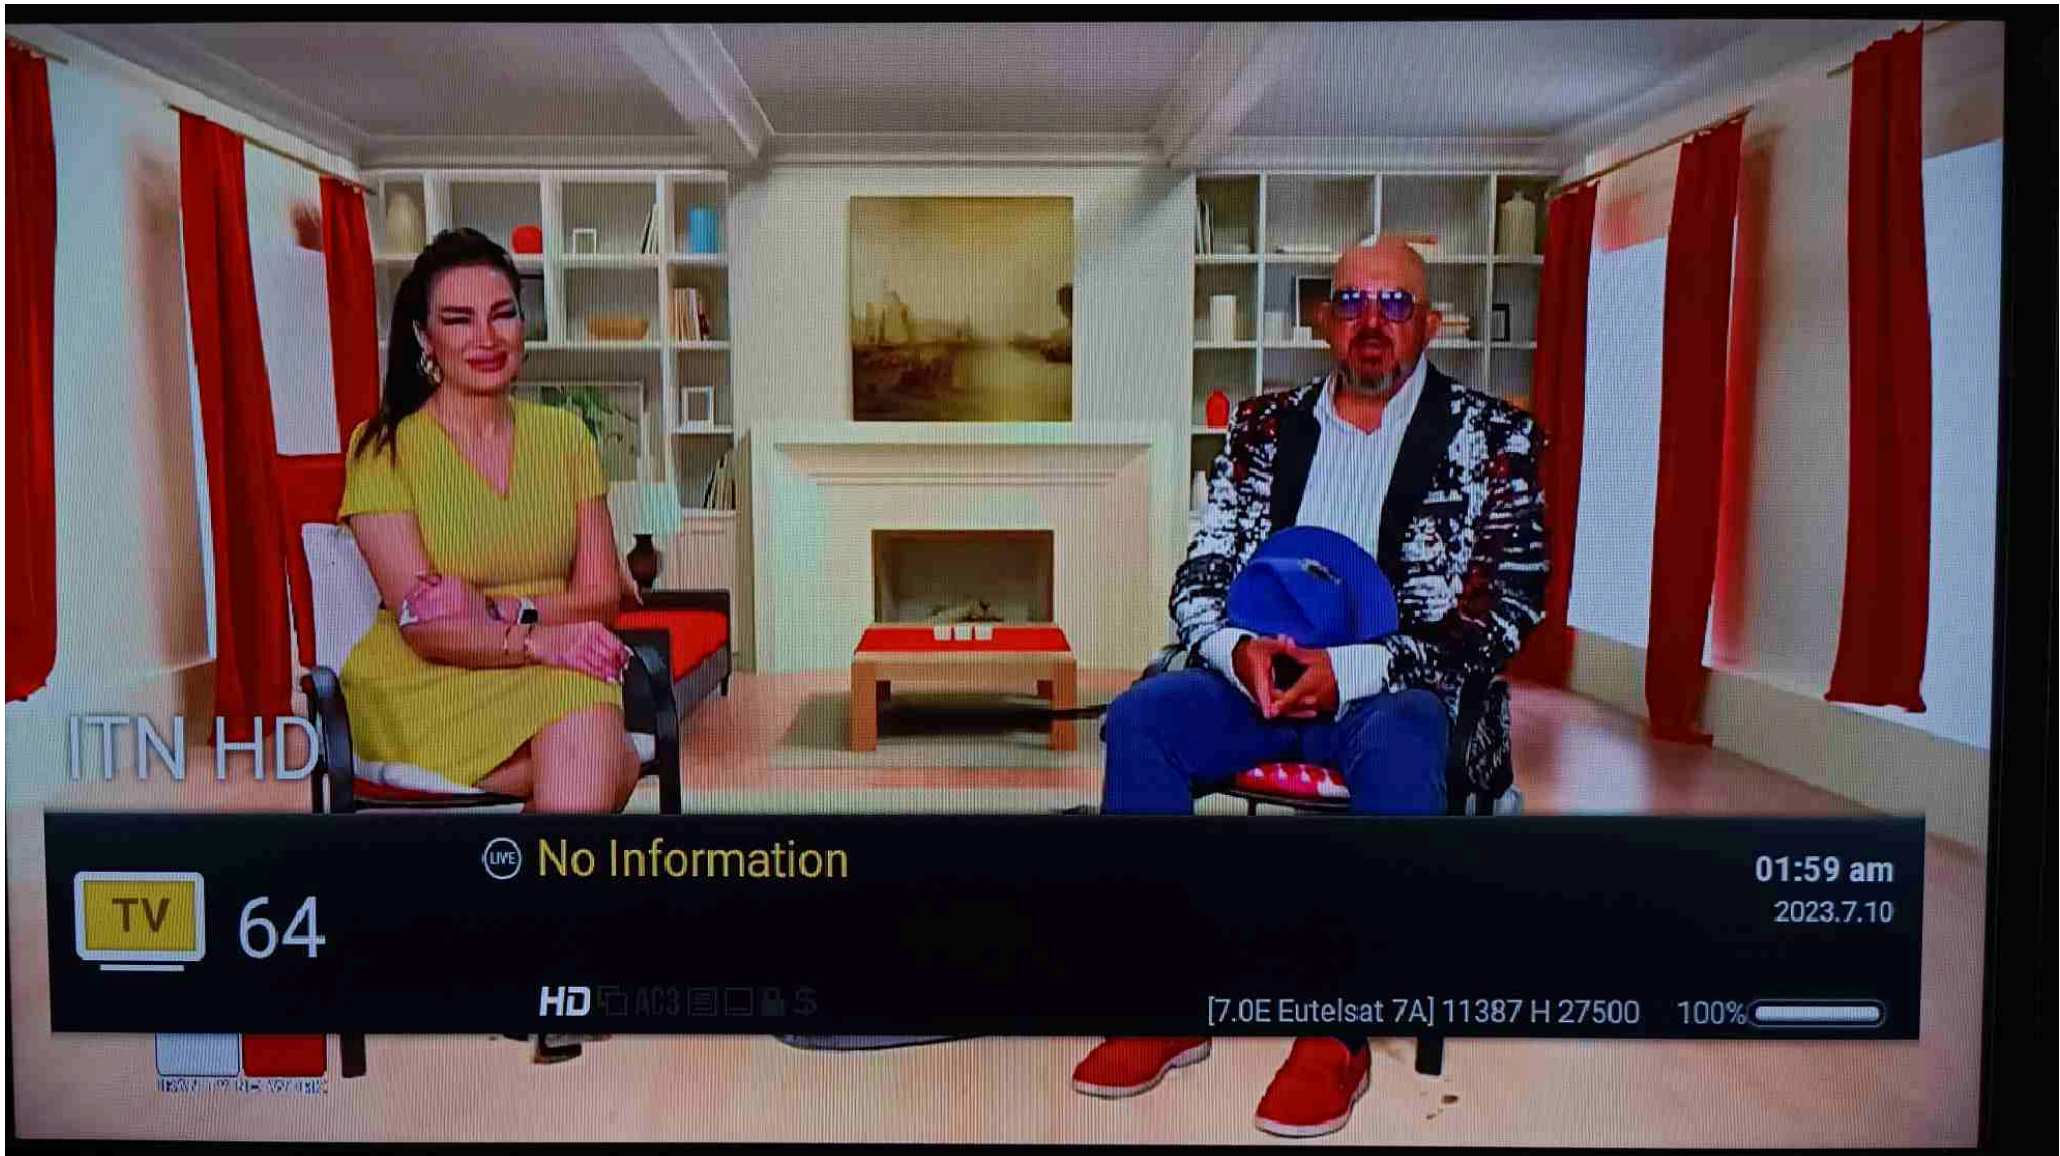 ITN HD
LIVE No Information
01:59 am
2023.7.10
TV 64
HD AC3 $
[7.0E Eutelsat 7A] 11387 H 27500 100%